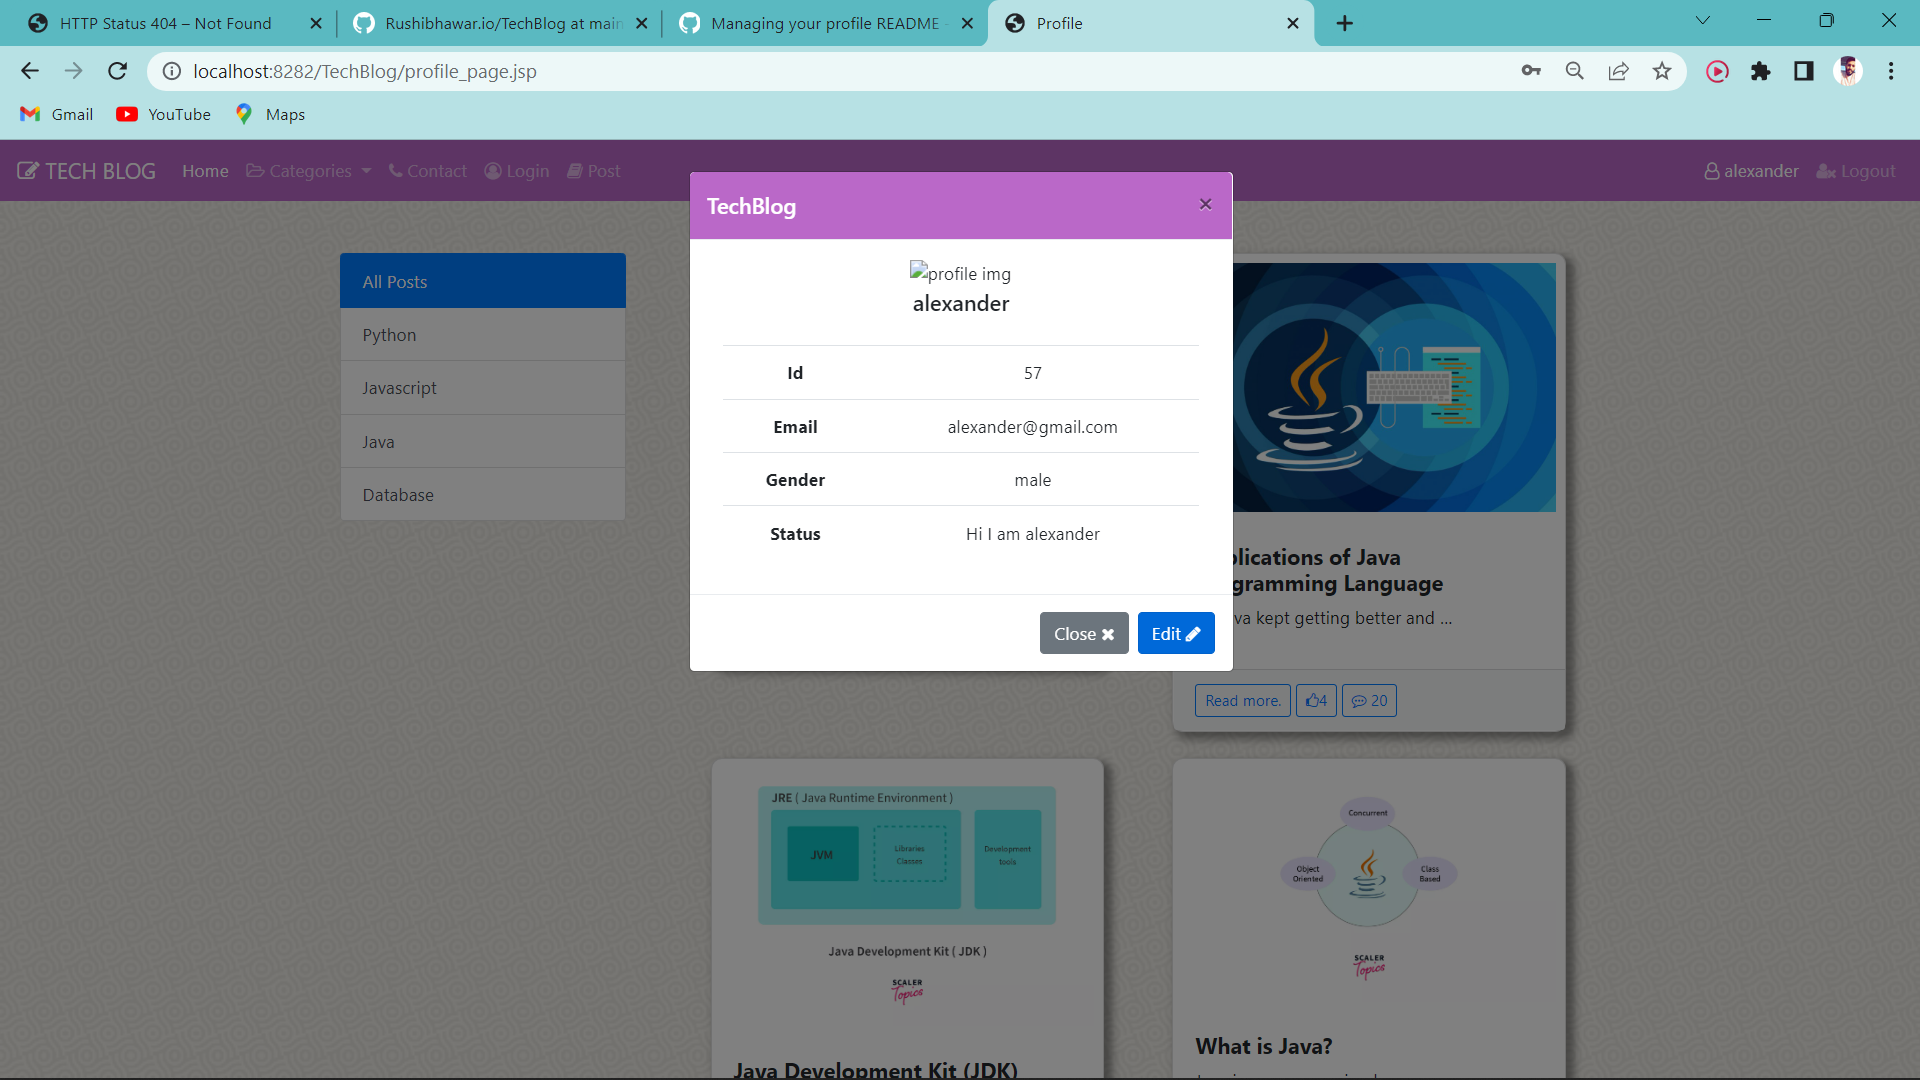 HTTP Status 404 – Not Found
Rushibhawar.io/TechBlog at main
Managing your profile README
Profile
localhost:8282/TechBlog/profile_page.jsp
Gmail
YouTube
Maps
TECH BLOG
Home
Categories
Contact
Login
Post
alexander
Logout
TechBlog
×
profile img
alexander
Id 57
Email alexander@gmail.com
Gender male
Status Hi I am alexander
Close
Edit
All Posts
Python
Javascript
Java
Database
plications of Java
gramming Language
va kept getting better and ...
Read more.
4
20
JRE ( Java Runtime Environment )
JVM
Libraries
Classes
Development
tools
Java Development Kit ( JDK )
SCALER
Topics
Java Development Kit (JDK)
Concurrent
Object
Oriented
Class
Based
SCALER
Topics
What is Java?